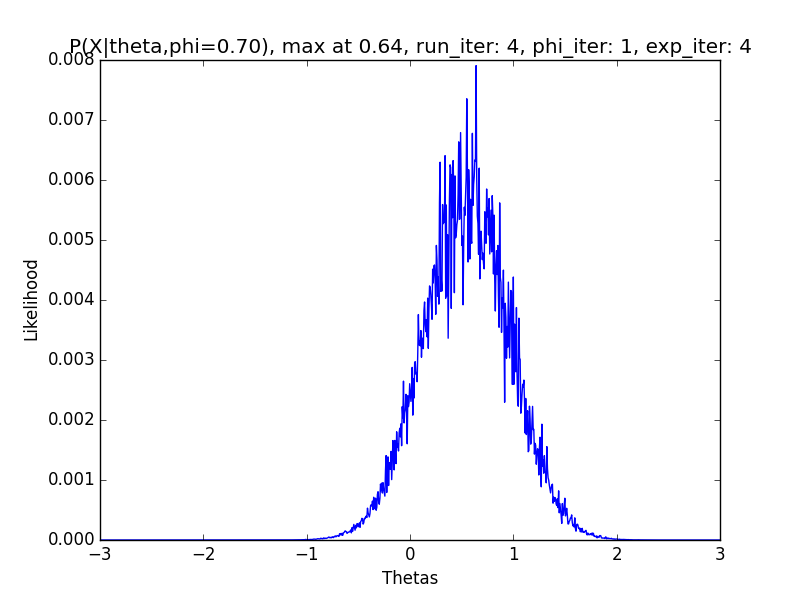 P(X|theta,phi=0.70), max at 0.64, run_iter: 4, phi_iter: 1, exp_iter: 4
0.008
0.007
0.006
0.005
0.004
0.003
0.002
0.001
0.000
Likelihood
−3 −2 −1 0 1 2 3
Thetas